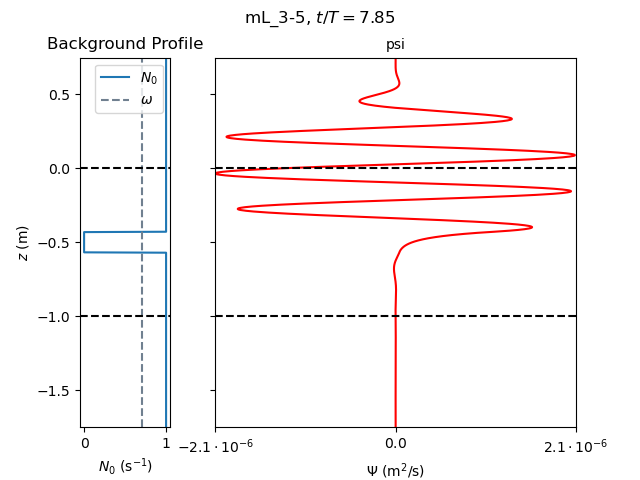 mL_3-5, t/T = 7.85
Background Profile
psi
N₀
ω
0.5
0.0
−0.5
−1.0
−1.5
z (m)
0
1
−2.1 · 10⁻⁶
0.0
2.1 · 10⁻⁶
N₀ (s⁻¹)
Ψ (m²/s)